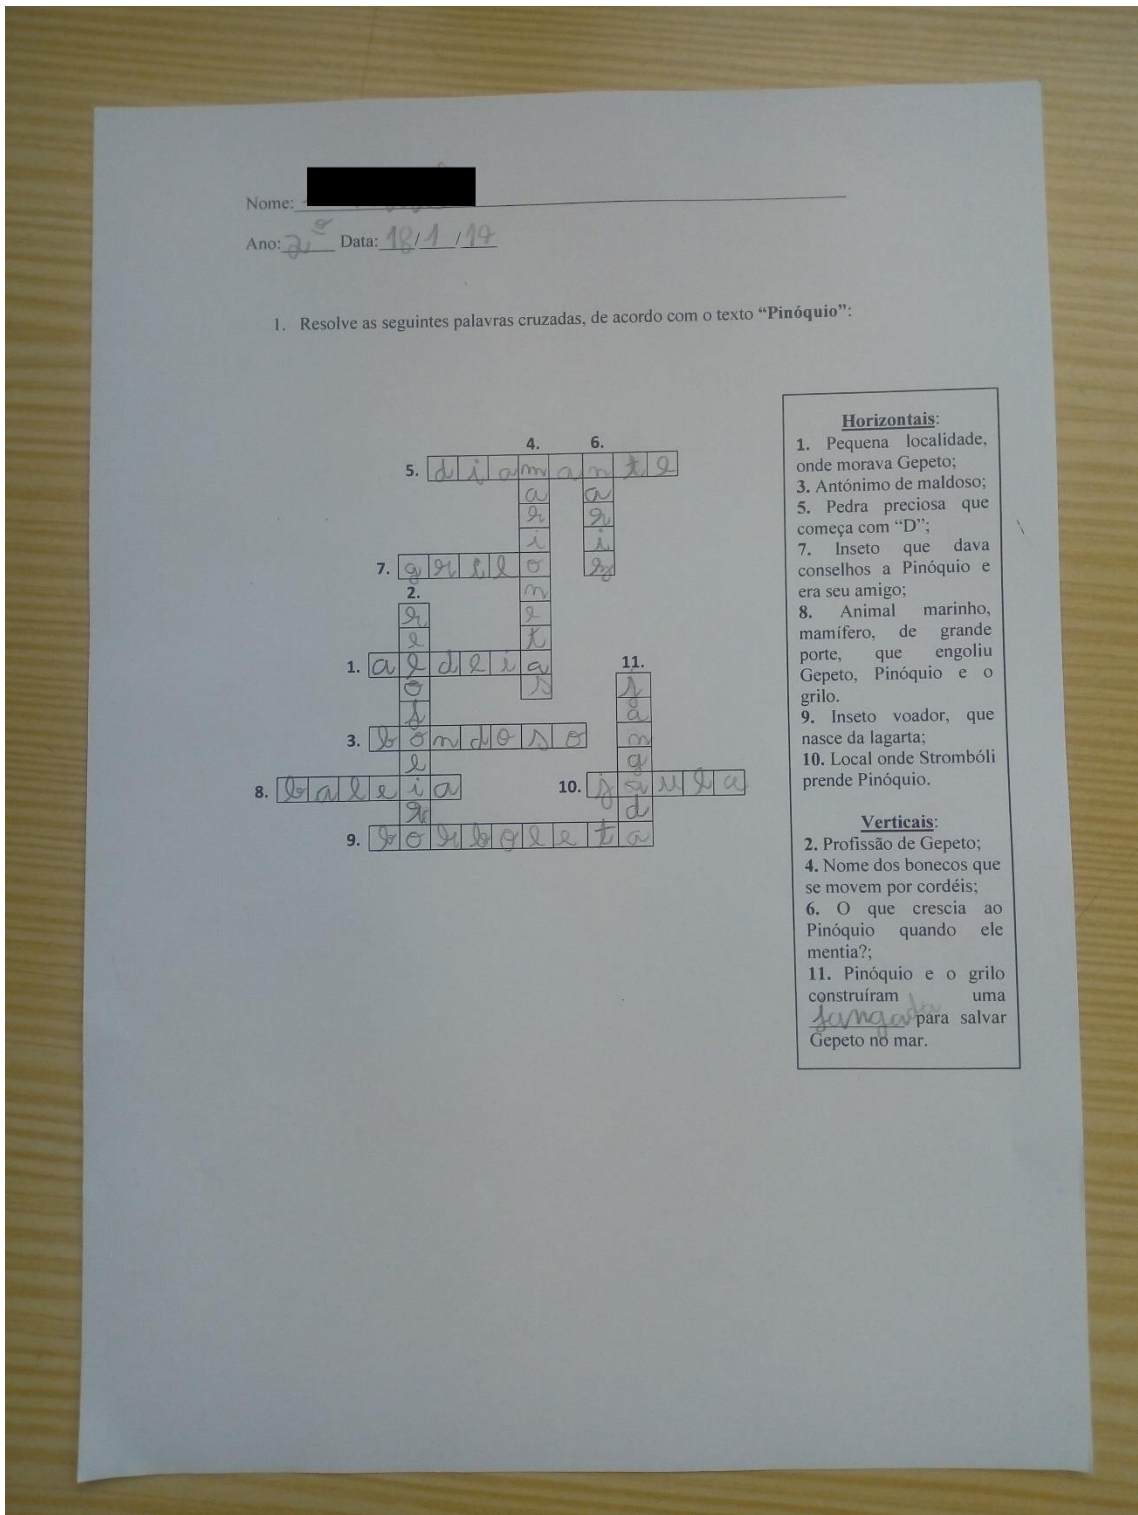 Nome:
Ano: 2.º Data: 18/1/19
1. Resolve as seguintes palavras cruzadas, de acordo com o texto “Pinóquio”:
4. 6.
5. diamante
marionetas
nariz
7. grilo
2.
relojoeiro
1. aldeia
11.
jangada
3. bondoso
8. baleia
10. jaula
9. borboleta
Horizontais:
1. Pequena localidade,
onde morava Gepeto;
3. Antónimo de maldoso;
5. Pedra preciosa que
começa com “D”;
7. Inseto que dava
conselhos a Pinóquio e
era seu amigo;
8. Animal marinho,
mamífero, de grande
porte, que engoliu
Gepeto, Pinóquio e o
grilo.
9. Inseto voador, que
nasce da lagarta;
10. Local onde Strombóli
prende Pinóquio.
Verticais:
2. Profissão de Gepeto;
4. Nome dos bonecos que
se movem por cordéis;
6. O que crescia ao
Pinóquio quando ele
mentia?;
11. Pinóquio e o grilo
construíram uma
jangada para salvar
Gepeto no mar.